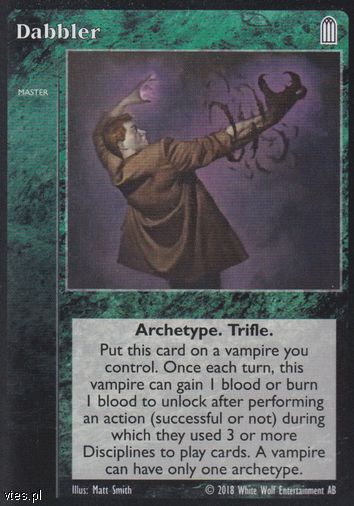 Dabbler
MASTER
Archetype. Trifle.
Put this card on a vampire you
control. Once each turn, this
vampire can gain 1 blood or burn
1 blood to unlock after performing
an action (successful or not) during
which they used 3 or more
Disciplines to play cards. A vampire
can have only one archetype.
Illus: Matt Smith
© 2018 White Wolf Entertainment AB
vtes.pl